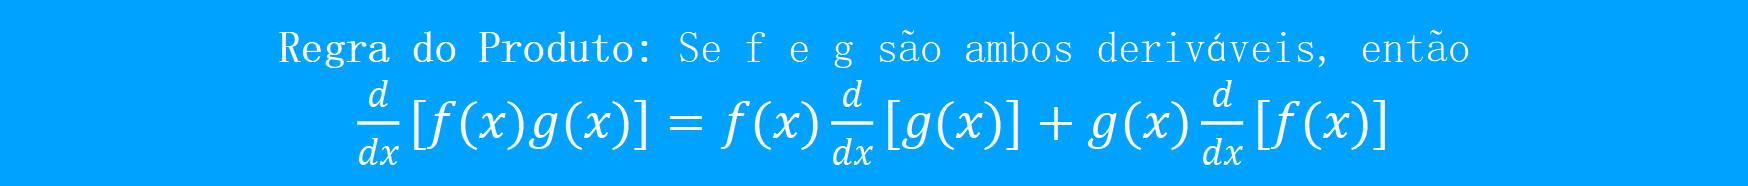 Regra do Produto: Se f e g são ambos deriváveis, então
d/dx [f(x)g(x)] = f(x) d/dx [g(x)] + g(x) d/dx [f(x)]